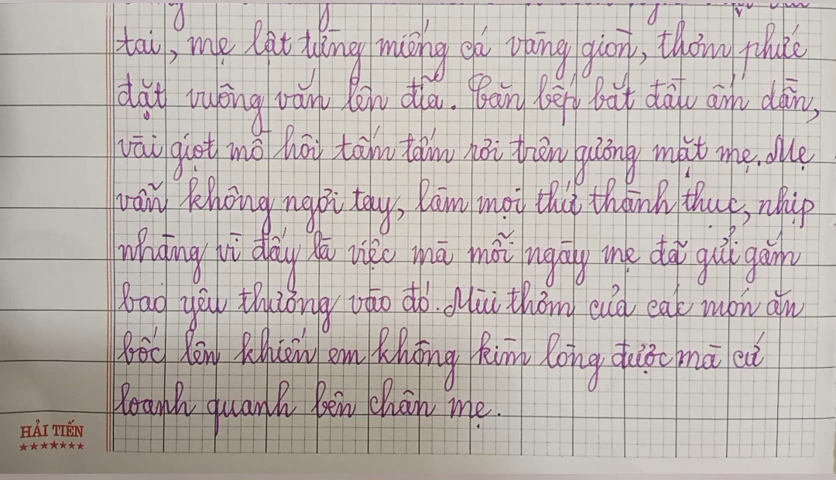 tai, mẹ lật từng miếng cá vàng giòn, thơm phức
đặt vuông vắn lên đĩa. Căn bếp bắt đầu ấm dần,
vài giọt mồ hôi tấm tấm rơi trên gương mặt mẹ. Mẹ
vẫn không ngơi tay, làm mọi thứ thành thục, nhịp
nhàng vì đấy là việc mà mỗi ngày mẹ đã gửi gắm
bao yêu thương vào đó. Mùi thơm của các món ăn
bốc lên khiến em không kìm lòng được mà cứ
loanh quanh bên chân mẹ.
HẢI TIẾN